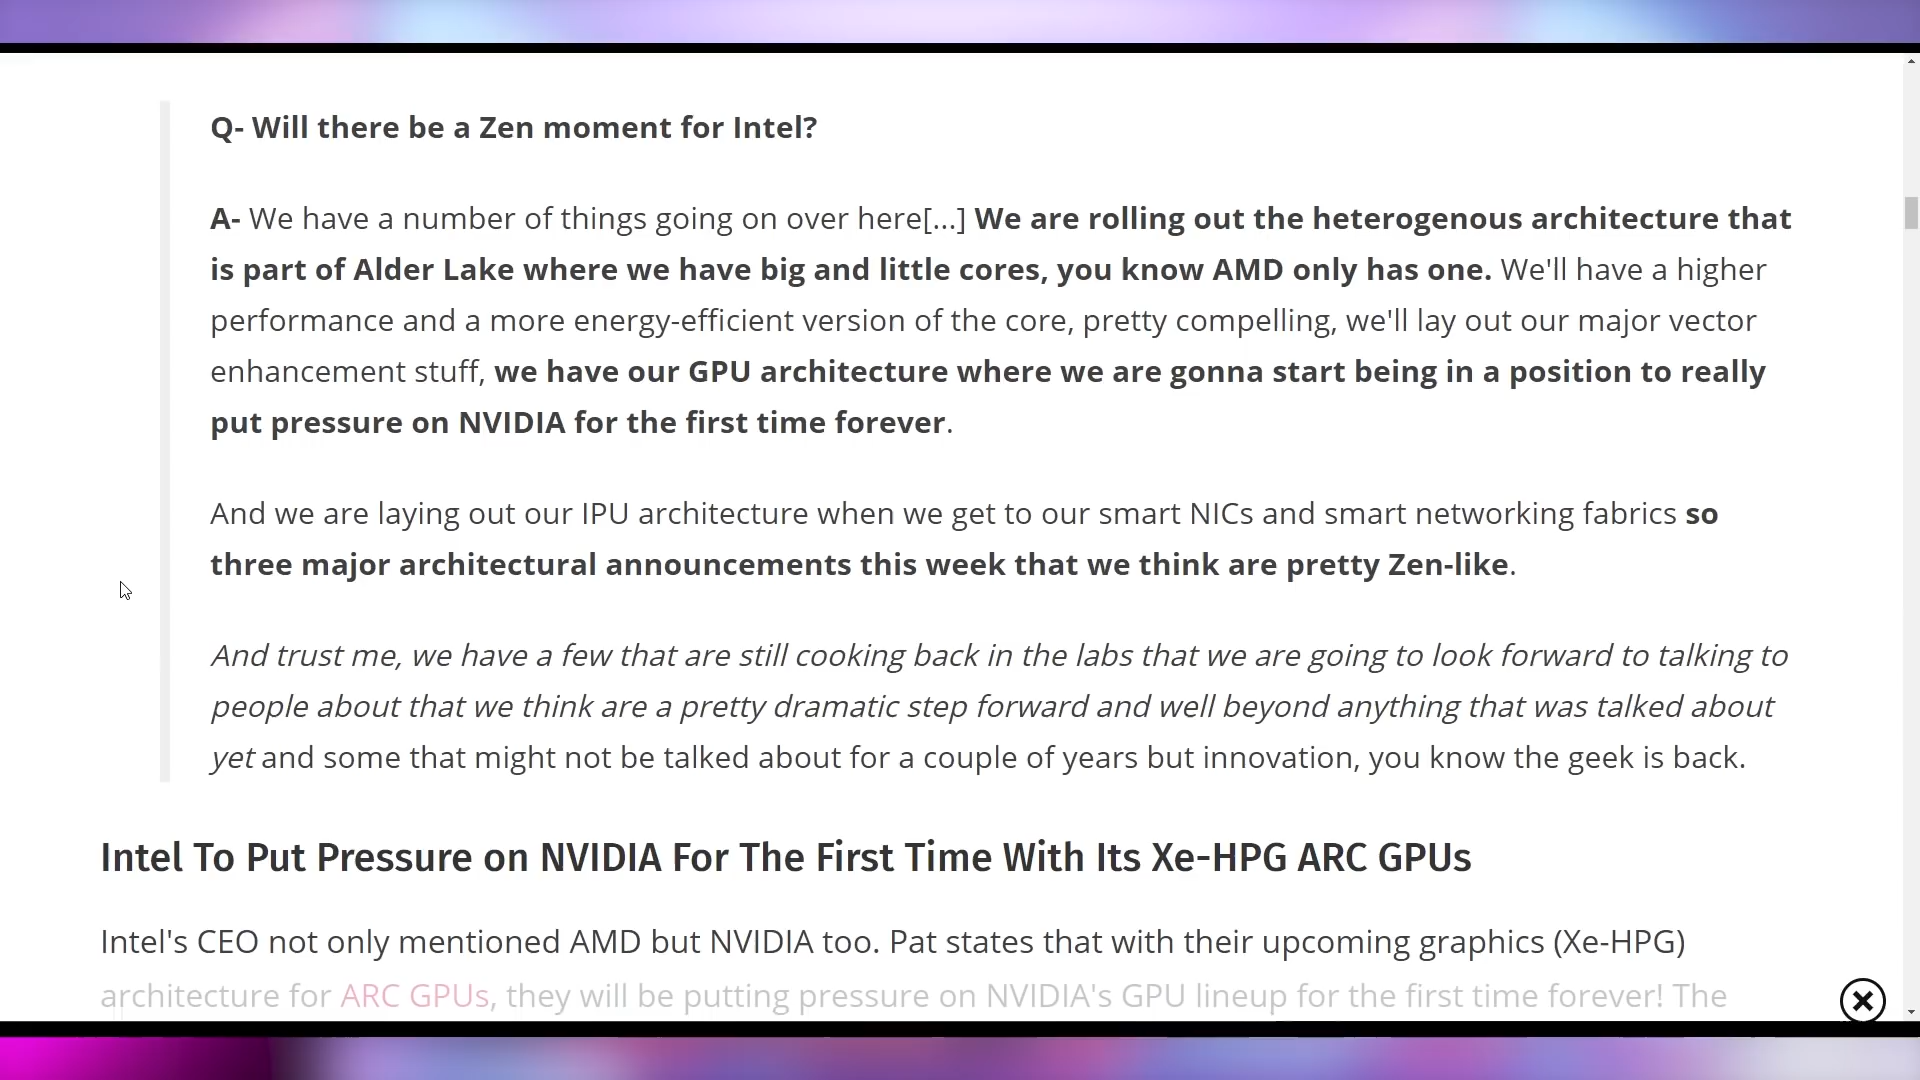 Q- Will there be a Zen moment for Intel?
A- We have a number of things going on over here[...] We are rolling out the heterogenous architecture that
is part of Alder Lake where we have big and little cores, you know AMD only has one. We'll have a higher
performance and a more energy-efficient version of the core, pretty compelling, we'll lay out our major vector
enhancement stuff, we have our GPU architecture where we are gonna start being in a position to really
put pressure on NVIDIA for the first time forever.
And we are laying out our IPU architecture when we get to our smart NICs and smart networking fabrics so
three major architectural announcements this week that we think are pretty Zen-like.
And trust me, we have a few that are still cooking back in the labs that we are going to look forward to talking to
people about that we think are a pretty dramatic step forward and well beyond anything that was talked about
yet and some that might not be talked about for a couple of years but innovation, you know the geek is back.
Intel To Put Pressure on NVIDIA For The First Time With Its Xe-HPG ARC GPUs
Intel's CEO not only mentioned AMD but NVIDIA too. Pat states that with their upcoming graphics (Xe-HPG)
architecture for ARC GPUs, they will be putting pressure on NVIDIA's GPU lineup for the first time forever! The